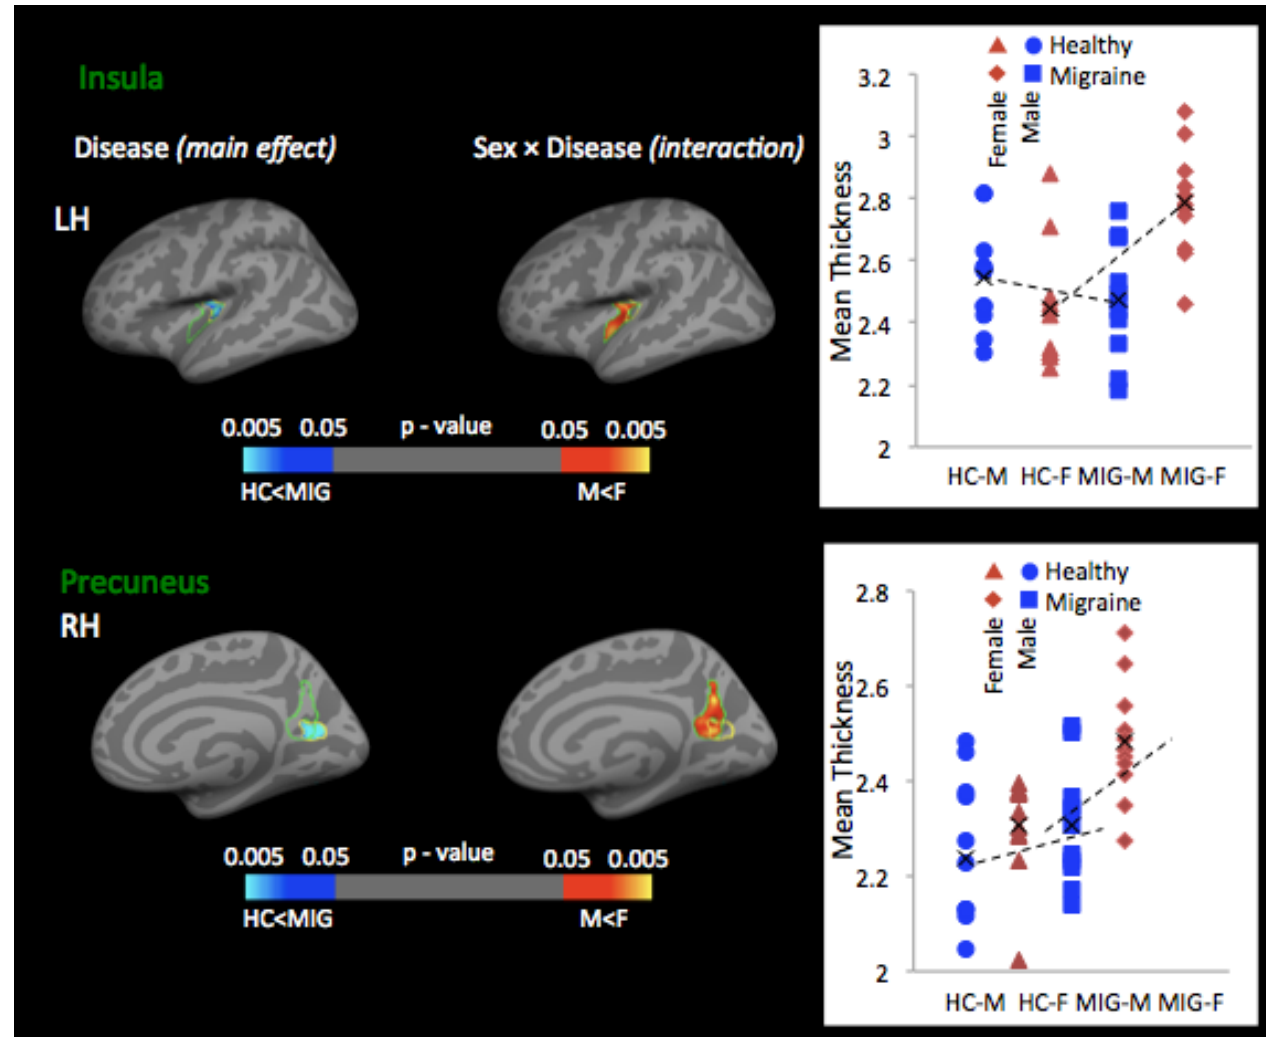 Insula
Disease (main effect)
Sex × Disease (interaction)
LH
0.005 0.05 p - value 0.05 0.005
HC<MIG M<F
Healthy
Migraine
Female
Male
Mean Thickness
3.2
3
2.8
2.6
2.4
2.2
2
HC-M HC-F MIG-M MIG-F
Precuneus
RH
0.005 0.05 p - value 0.05 0.005
HC<MIG M<F
Healthy
Migraine
Female
Male
Mean Thickness
2.8
2.6
2.4
2.2
2
HC-M HC-F MIG-M MIG-F